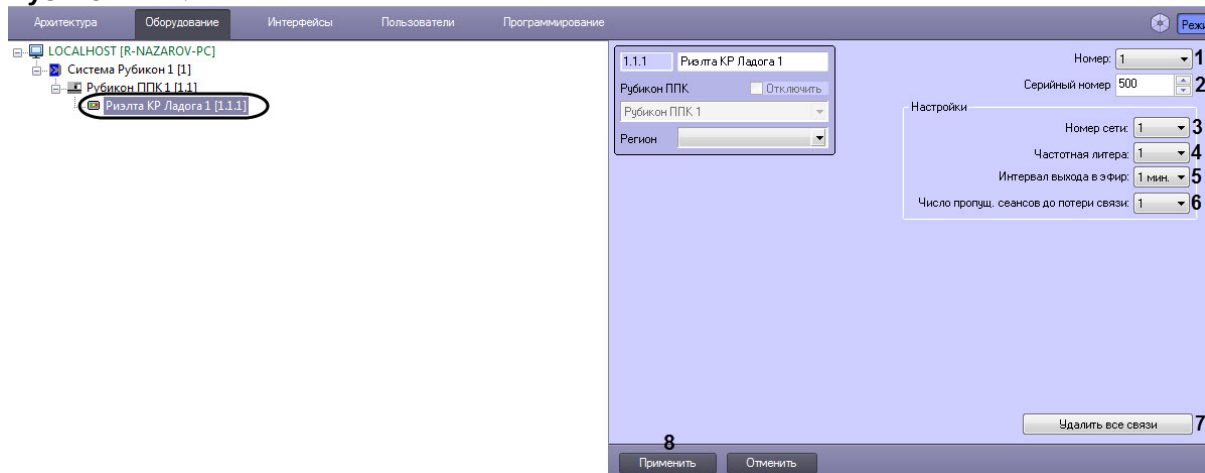 Архитектура Оборудование Интерфейсы Пользователи Программирование
LOCALHOST [R-NAZAROV-PC]
Система Рубикон 1 [1]
Рубикон ППК 1 [1.1]
Риэлта КР Ладога 1 [1.1.1]
1.1.1 Риэлта КР Ладога 1
Рубикон ППК Отключить
Рубикон ППК 1
Регион
Номер: 1 1
Серийный номер 500 2
Настройки
Номер сети: 1 3
Частотная литера: 1 4
Интервал выхода в эфир: 1 мин. 5
Число пропущ. сеансов до потери связи: 1 6
Удалить все связи 7
8
Применить Отменить